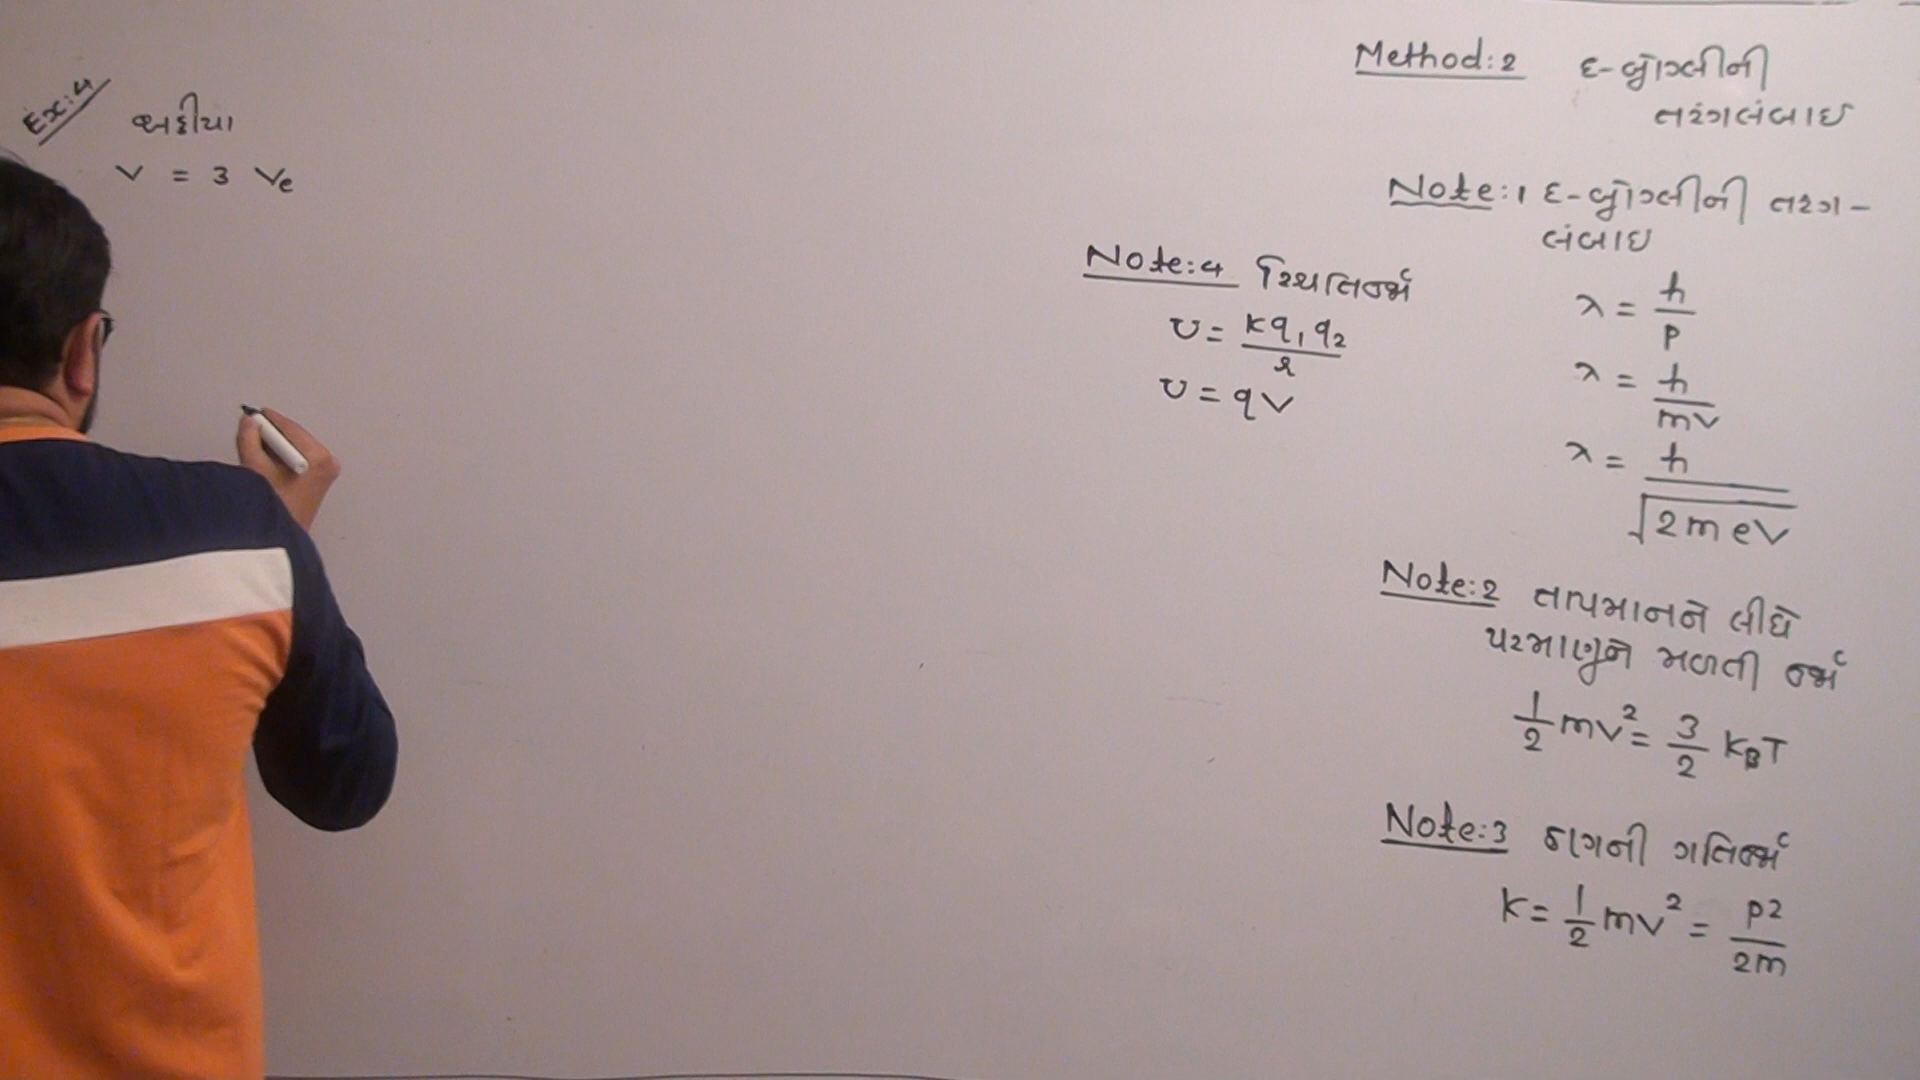 Ex:4 અહીંયા
v = 3 ve
Method:2 દ-બ્રોગ્લીની
તરંગલંબાઇ
Note:1 દ-બ્રોગ્લીની તરંગ-
લંબાઇ
λ = h/p
λ = h/mv
λ = h/√2meV
Note:2 તાપમાનને લીધે
પરમાણુને મળતી ઊર્જા
1/2 mv² = 3/2 KBT
Note:3 કણની ગતિઊર્જા
K = 1/2 mv² = p²/2m
Note:4 સ્થિતિઊર્જા
U = kq₁q₂/r
U = qV